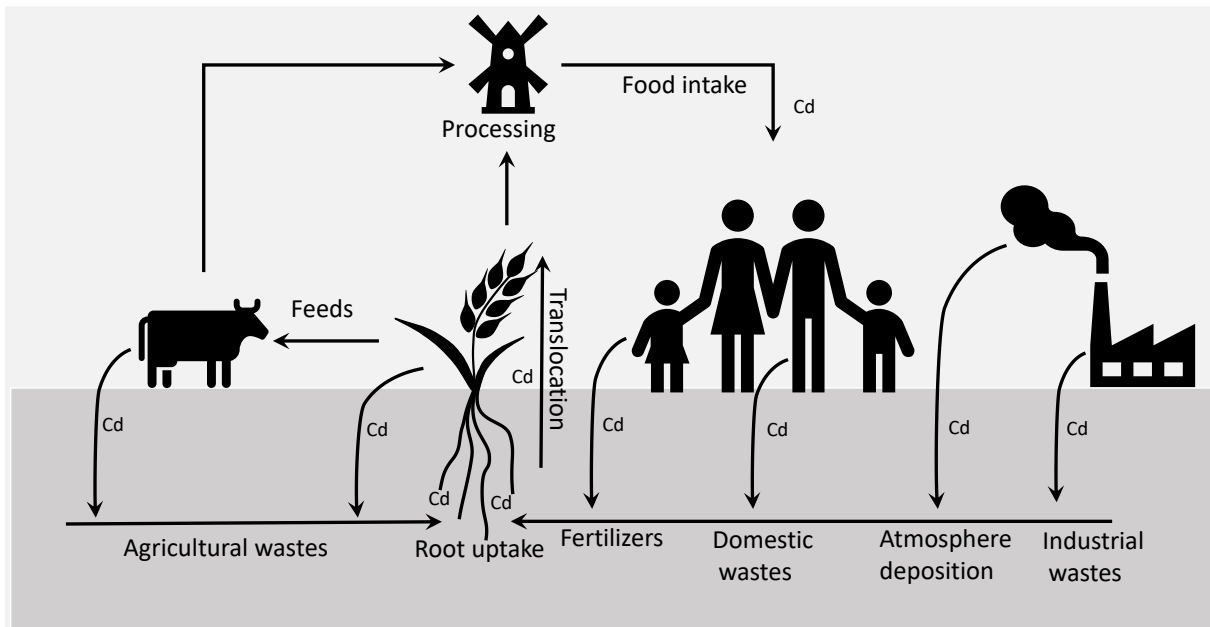 Food intake
Cd
Processing
Feeds
Translocation
Cd
Cd
Cd
Cd
Cd
Cd
Cd
Cd
Cd
Agricultural wastes
Root uptake
Fertilizers
Domestic
wastes
Atmosphere
deposition
Industrial
wastes